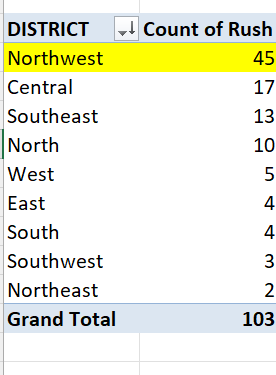 DISTRICT Count of Rush
Northwest 45
Central 17
Southeast 13
North 10
West 5
East 4
South 4
Southwest 3
Northeast 2
Grand Total 103